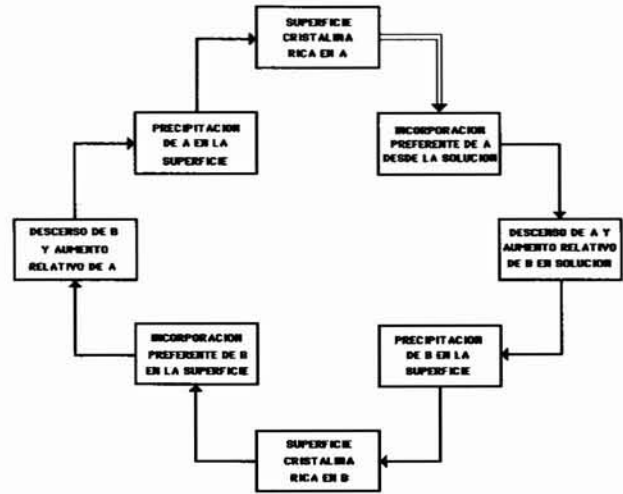 SUPERFICIE
CRISTALINA
RICA EN A
INCORPORACION
PREFERENTE DE A
DESDE LA SOLUCION
DESCENSO DE A Y
AUMENTO RELATIVO
DE B EN SOLUCION
PRECIPITACION
DE B EN LA
SUPERFICIE
SUPERFICIE
CRISTALINA
RICA EN B
INCORPORACION
PREFERENTE DE B
EN LA SUPERFICIE
DESCENSO DE B
Y AUMENTO
RELATIVO DE A
PRECIPITACION
DE A EN LA
SUPERFICIE